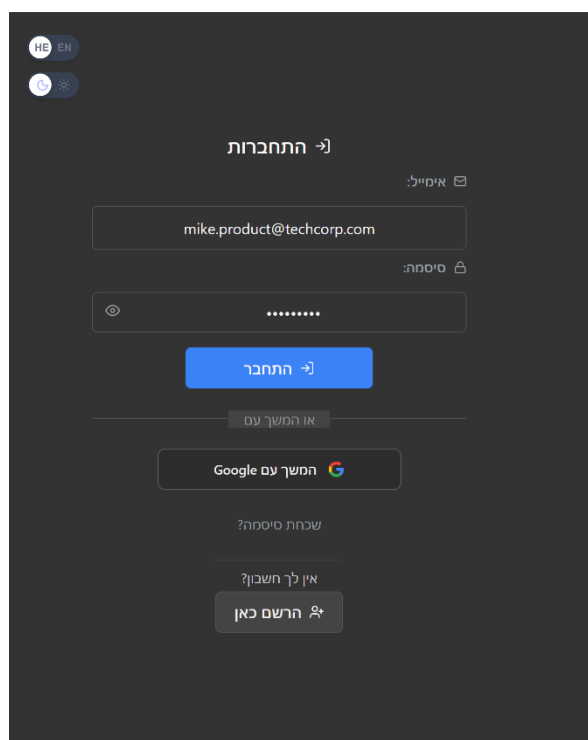 HE EN
התחברות
אימייל:
mike.product@techcorp.com
סיסמה:
•••••••••
התחבר
או המשך עם
המשך עם Google
שכחת סיסמה?
אין לך חשבון?
הרשם כאן